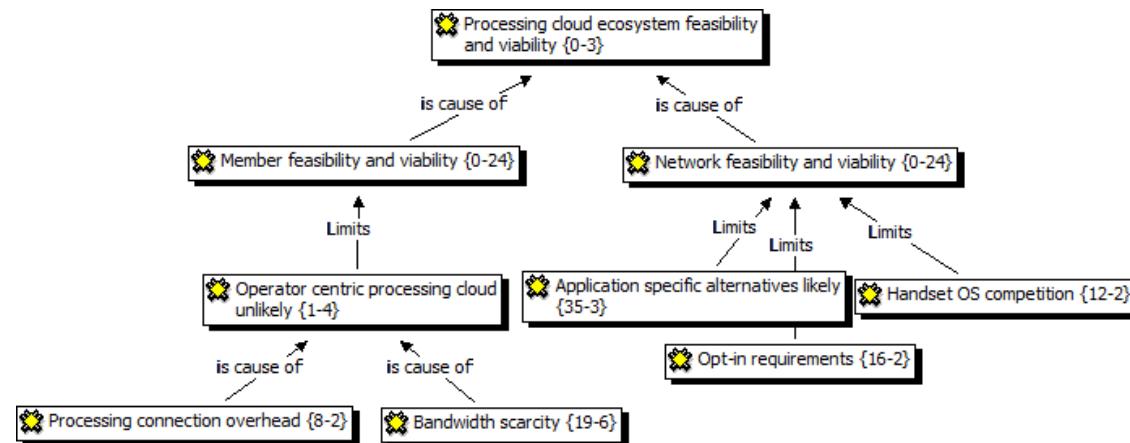 Processing cloud ecosystem feasibility
and viability {0-3}
is cause of
is cause of
Member feasibility and viability {0-24}
Network feasibility and viability {0-24}
Limits
Limits
Limits
Limits
Operator centric processing cloud
unlikely {1-4}
Application specific alternatives likely
{35-3}
Handset OS competition {12-2}
Opt-in requirements {16-2}
is cause of
is cause of
Processing connection overhead {8-2}
Bandwidth scarcity {19-6}